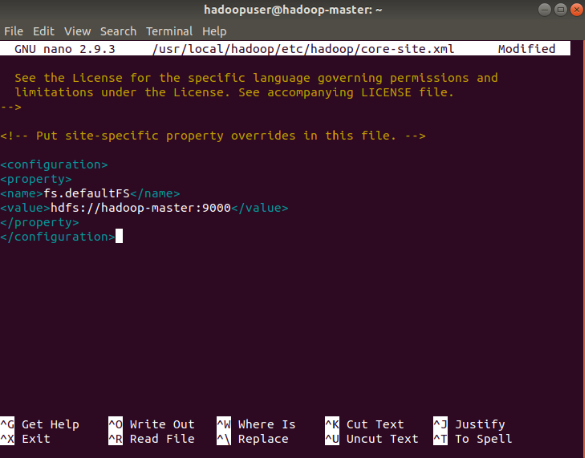 hadoopuser@hadoop-master: ~
File Edit View Search Terminal Help
GNU nano 2.9.3 /usr/local/hadoop/etc/hadoop/core-site.xml Modified
See the License for the specific language governing permissions and
limitations under the License. See accompanying LICENSE file.
-->
<!-- Put site-specific property overrides in this file. -->
<configuration>
<property>
<name>fs.defaultFS</name>
<value>hdfs://hadoop-master:9000</value>
</property>
</configuration>
^G Get Help ^O Write Out ^W Where Is ^K Cut Text ^J Justify
^X Exit ^R Read File ^\ Replace ^U Uncut Text ^T To Spell